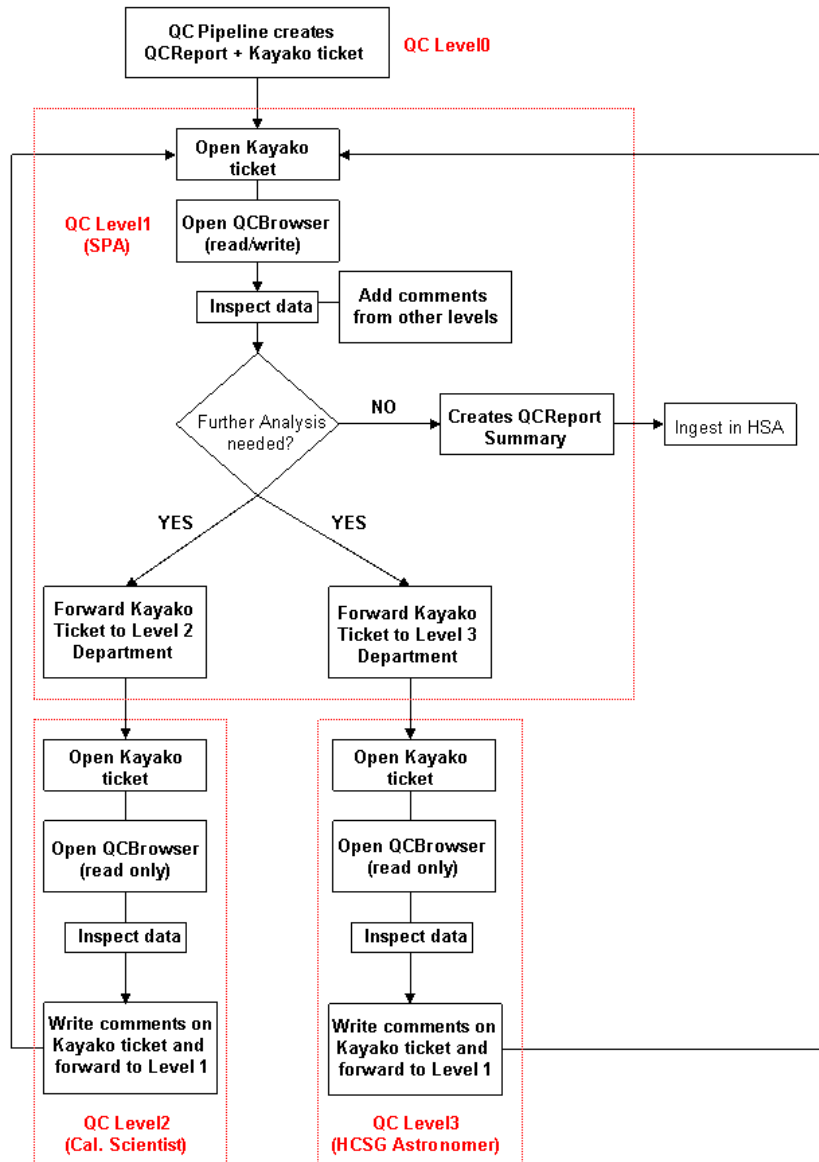 QC Pipeline creates
QCReport + Kayako ticket
QC Level0
Open Kayako
ticket
QC Level1
(SPA)
Open QCBrowser
(read/write)
Inspect data
Add comments
from other levels
Further Analysis
needed?
NO
Creates QCReport
Summary
Ingest in HSA
YES
YES
Forward Kayako
Ticket to Level 2
Department
Forward Kayako
Ticket to Level 3
Department
Open Kayako
ticket
Open QCBrowser
(read only)
Inspect data
Write comments on
Kayako ticket and
forward to Level 1
QC Level2
(Cal. Scientist)
Open Kayako
ticket
Open QCBrowser
(read only)
Inspect data
Write comments on
Kayako ticket and
forward to Level 1
QC Level3
(HCSG Astronomer)